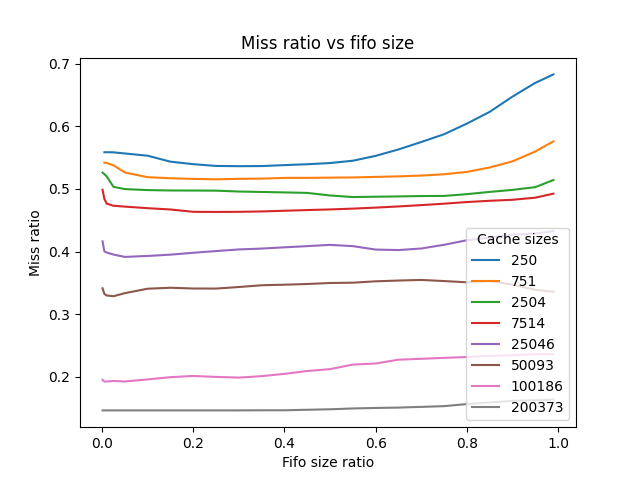 Miss ratio vs fifo size
0.7
0.6
0.5
0.4
0.3
0.2
Miss ratio
Cache sizes
250
751
2504
7514
25046
50093
100186
200373
0.0 0.2 0.4 0.6 0.8 1.0
Fifo size ratio